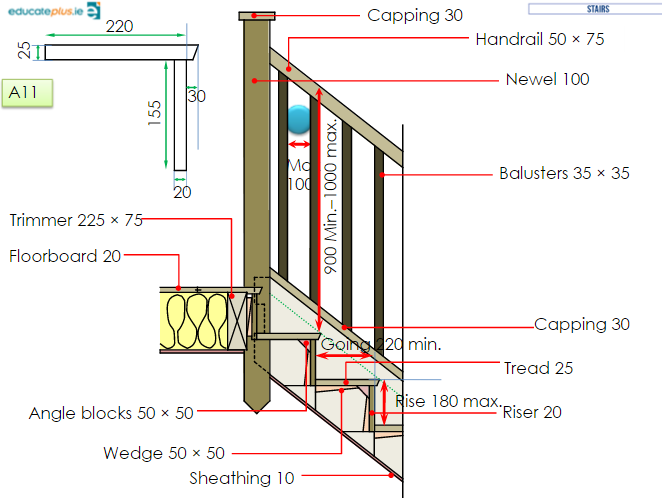 educateplus.ie e
STAIRS
220
Capping 30
25
Handrail 50 × 75
A11
30
155
Newel 100
20
Max
100
900 Min.–1000 max.
Balusters 35 × 35
Trimmer 225 × 75
Floorboard 20
Capping 30
Going 220 min.
Tread 25
Rise 180 max.
Riser 20
Angle blocks 50 × 50
Wedge 50 × 50
Sheathing 10